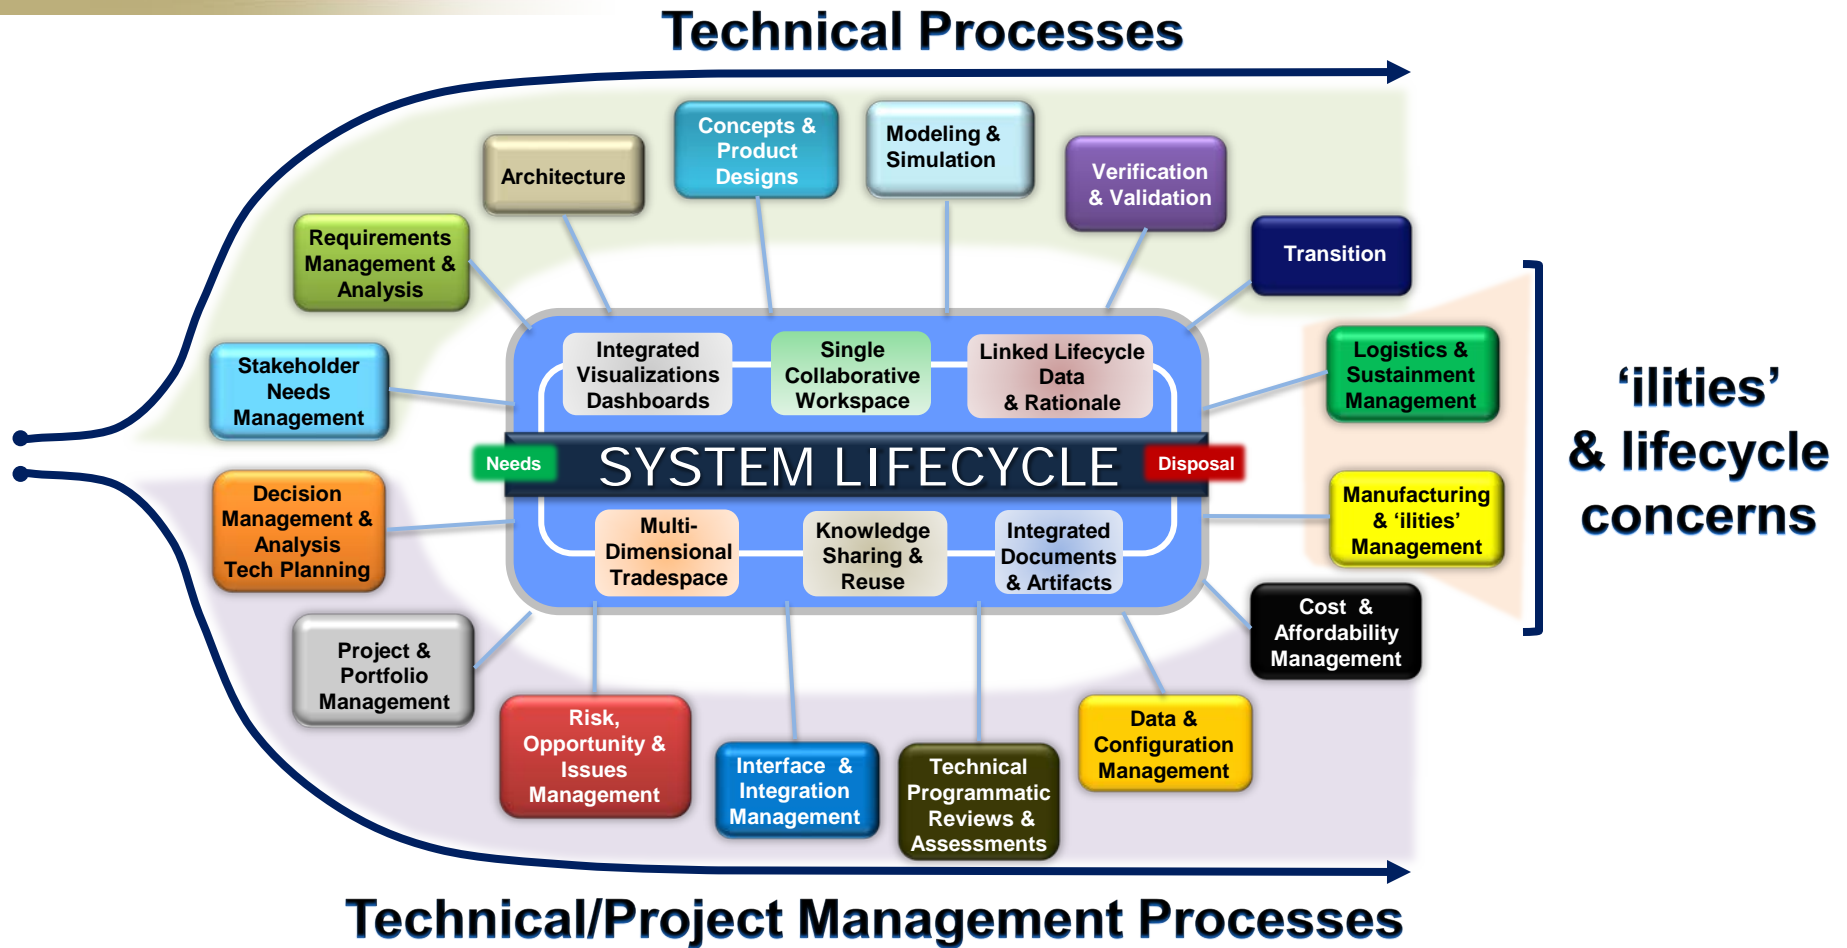 Technical Processes
Concepts &
Product
Designs
Modeling &
Simulation
Architecture
Verification
& Validation
Requirements
Management &
Analysis
Transition
Stakeholder
Needs
Management
Integrated
Visualizations
Dashboards
Single
Collaborative
Workspace
Linked Lifecycle
Data
& Rationale
Logistics &
Sustainment
Management
'ilities'
& lifecycle
concerns
Needs
SYSTEM LIFECYCLE
Disposal
Decision
Management &
Analysis
Tech Planning
Multi-
Dimensional
Tradespace
Knowledge
Sharing &
Reuse
Integrated
Documents
& Artifacts
Manufacturing
& 'ilities'
Management
Project &
Portfolio
Management
Cost &
Affordability
Management
Risk,
Opportunity &
Issues
Management
Interface &
Integration
Management
Technical
Programmatic
Reviews &
Assessments
Data &
Configuration
Management
Technical/Project Management Processes